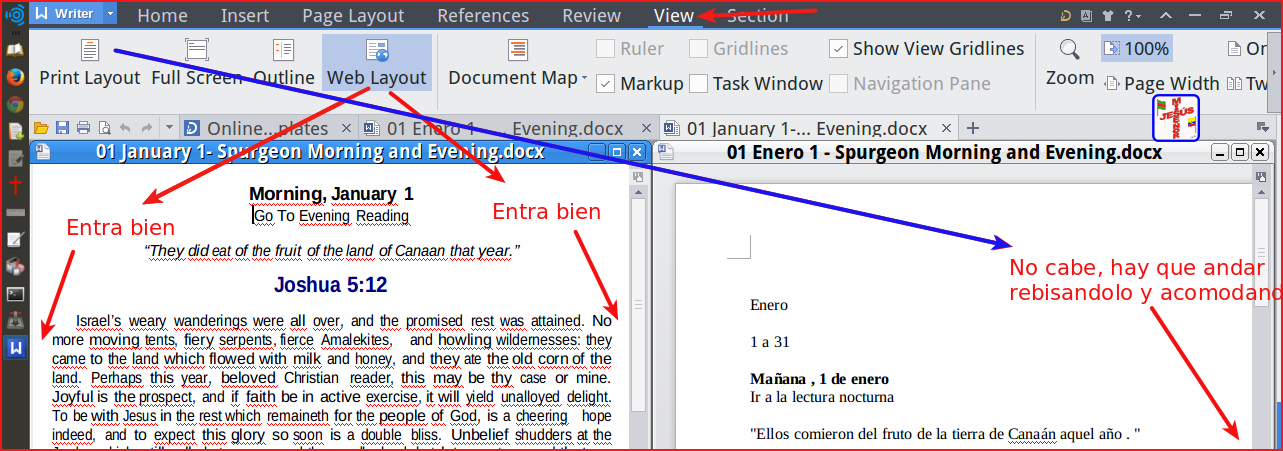 Writer Home Insert Page Layout References Review View Section
Ruler Gridlines Show View Gridlines 100%
Print Layout Full Screen Outline Web Layout Document Map Markup Task Window Navigation Pane Zoom Page Width Tw
Online...plates 01 Enero 1 - ... Evening.docx 01 January 1-... Evening.docx
01 January 1- Spurgeon Morning and Evening.docx
Morning, January 1
Go To Evening Reading
Entra bien
Entra bien
“They did eat of the fruit of the land of Canaan that year.”
Joshua 5:12
Israel’s weary wanderings were all over, and the promised rest was attained. No
more moving tents, fiery serpents, fierce Amalekites, and howling wildernesses: they
came to the land which flowed with milk and honey, and they ate the old corn of the
land. Perhaps this year, beloved Christian reader, this may be thy case or mine.
Joyful is the prospect, and if faith be in active exercise, it will yield unalloyed delight.
To be with Jesus in the rest which remaineth for the people of God, is a cheering hope
indeed, and to expect this glory so soon is a double bliss. Unbelief shudders at the
01 Enero 1 - Spurgeon Morning and Evening.docx
JESÚS
No cabe, hay que andar
rebisandolo y acomodand
Enero
1 a 31
Mañana , 1 de enero
Ir a la lectura nocturna
"Ellos comieron del fruto de la tierra de Canaán aquel año . "